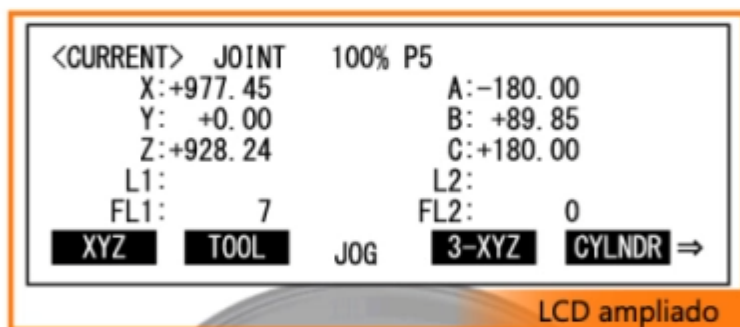 <CURRENT> JOINT 100% P5
X:+977.45 A:-180.00
Y: +0.00 B: +89.85
Z:+928.24 C:+180.00
L1: L2:
FL1: 7 FL2: 0
XYZ TOOL JOG 3-XYZ CYLNDR ⇒
LCD ampliado